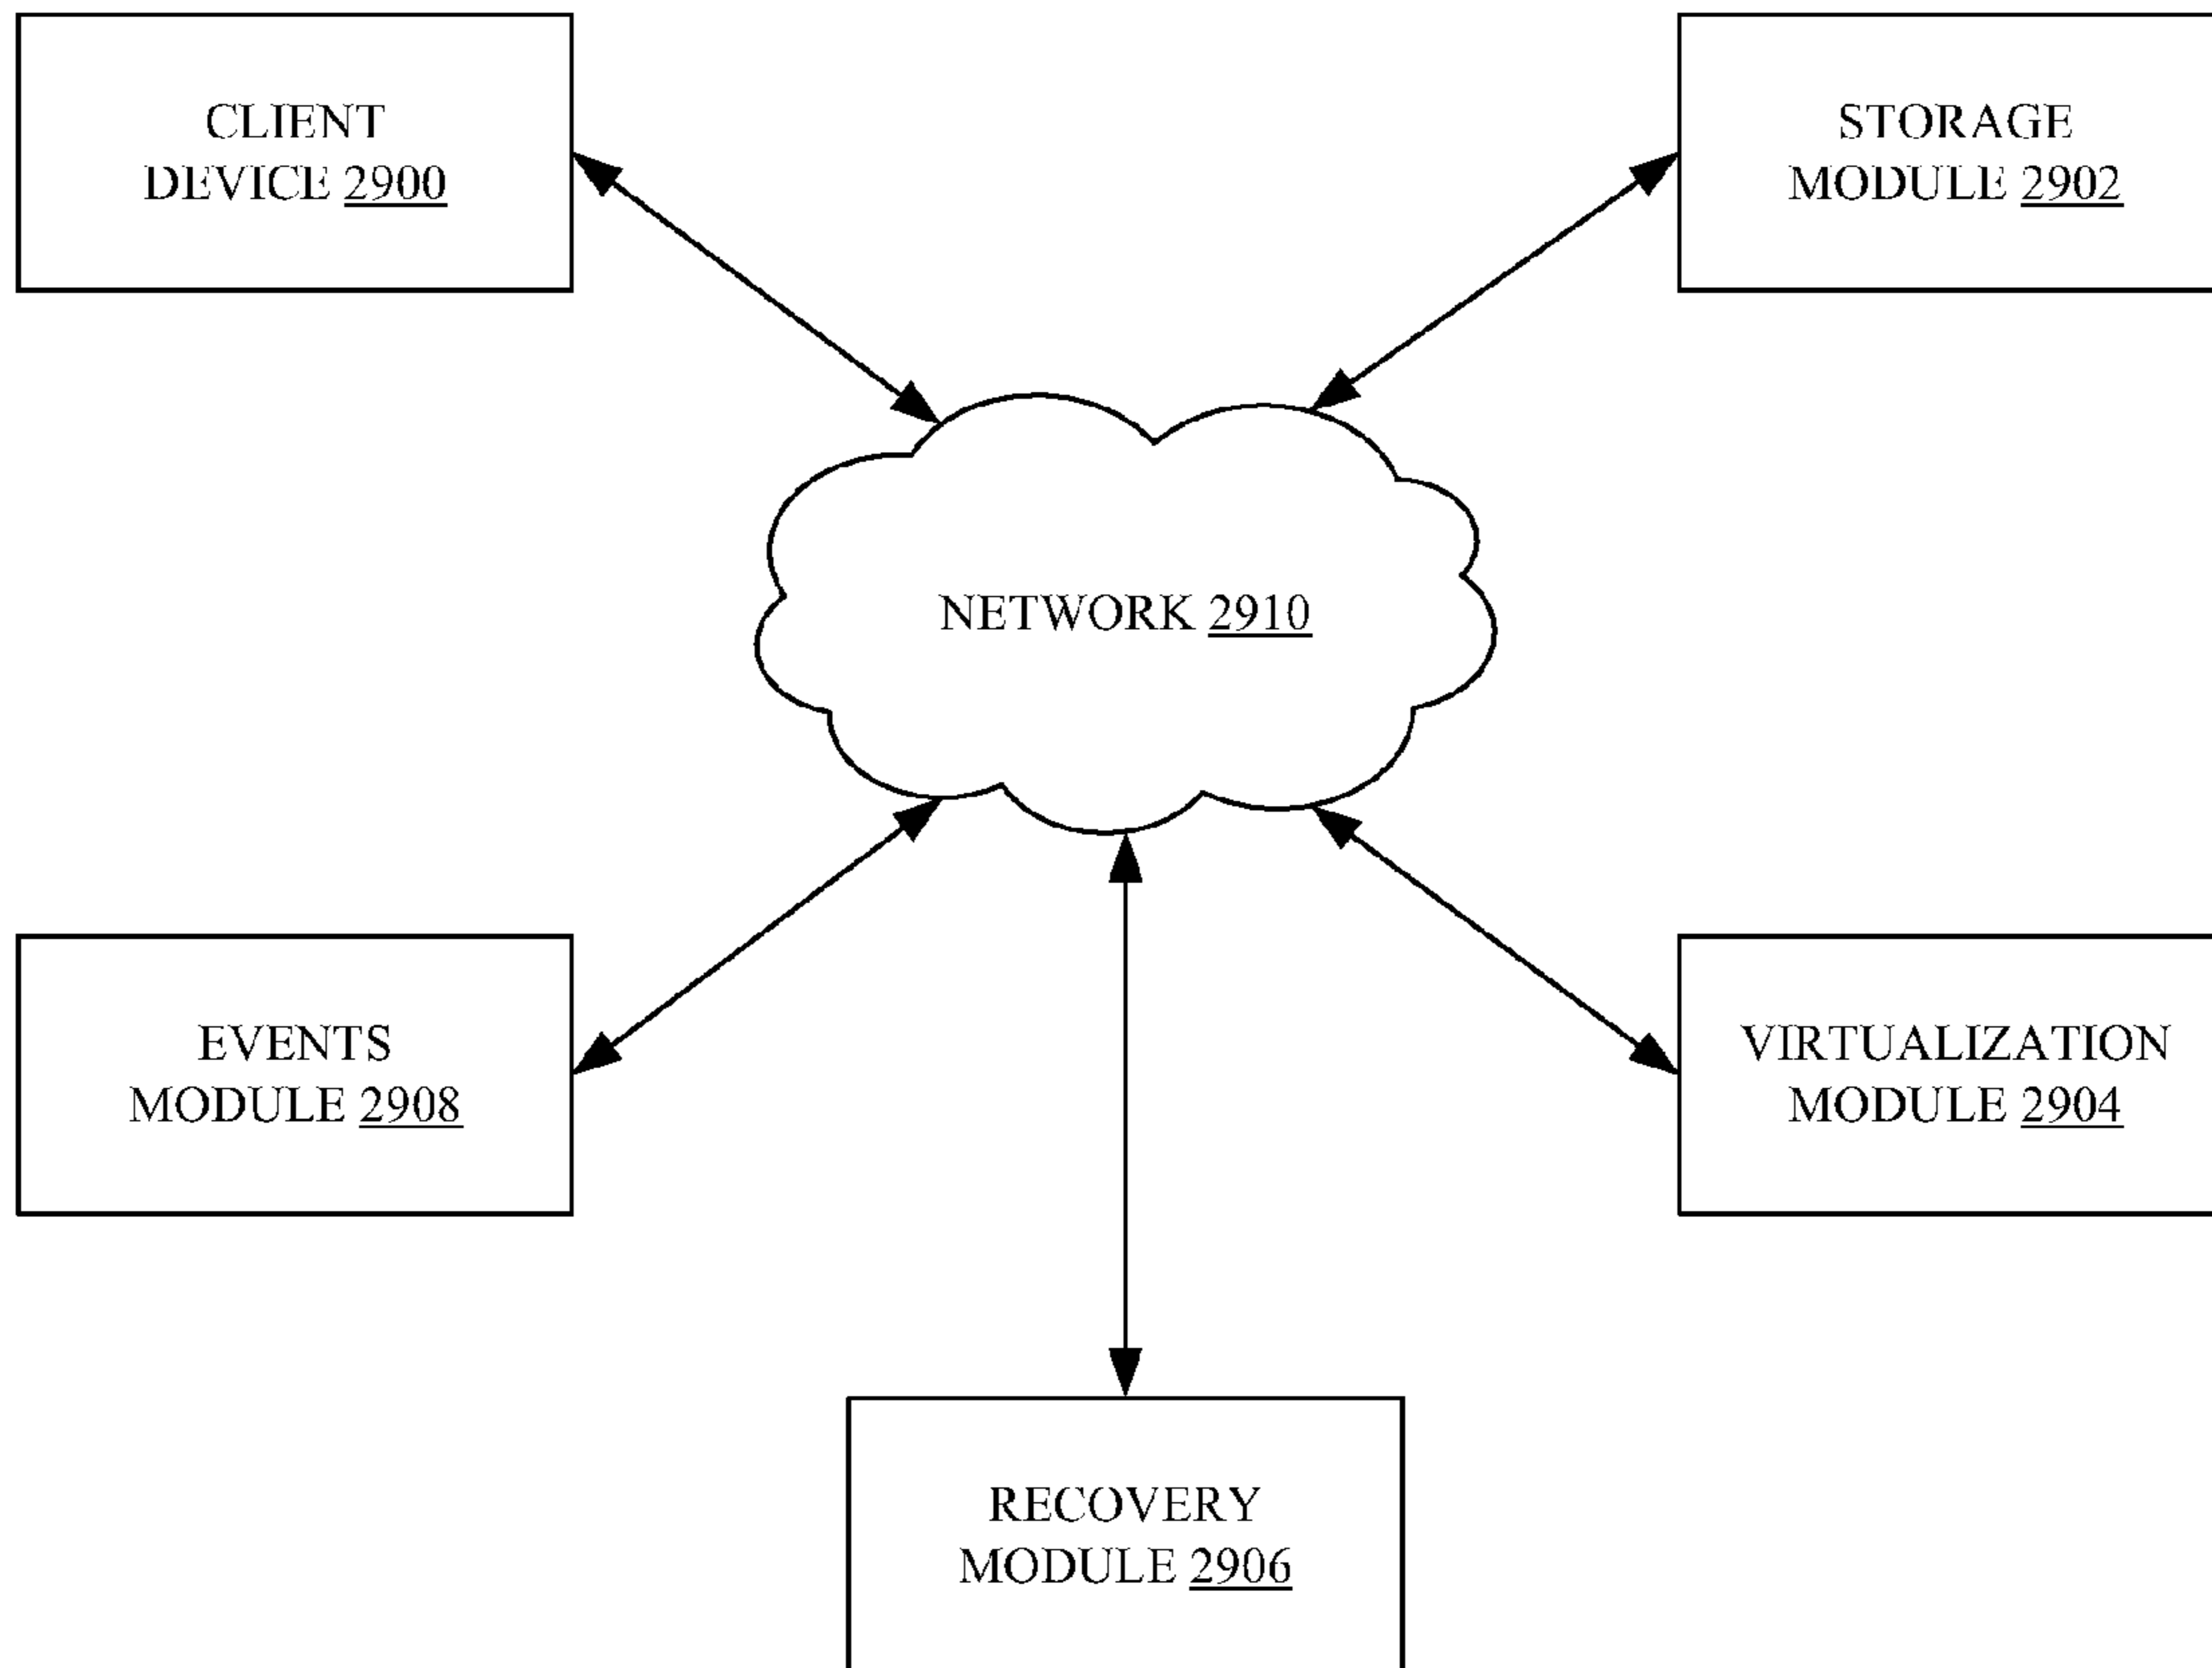 CLIENT
DEVICE 2900
STORAGE
MODULE 2902
NETWORK 2910
EVENTS
MODULE 2908
VIRTUALIZATION
MODULE 2904
RECOVERY
MODULE 2906